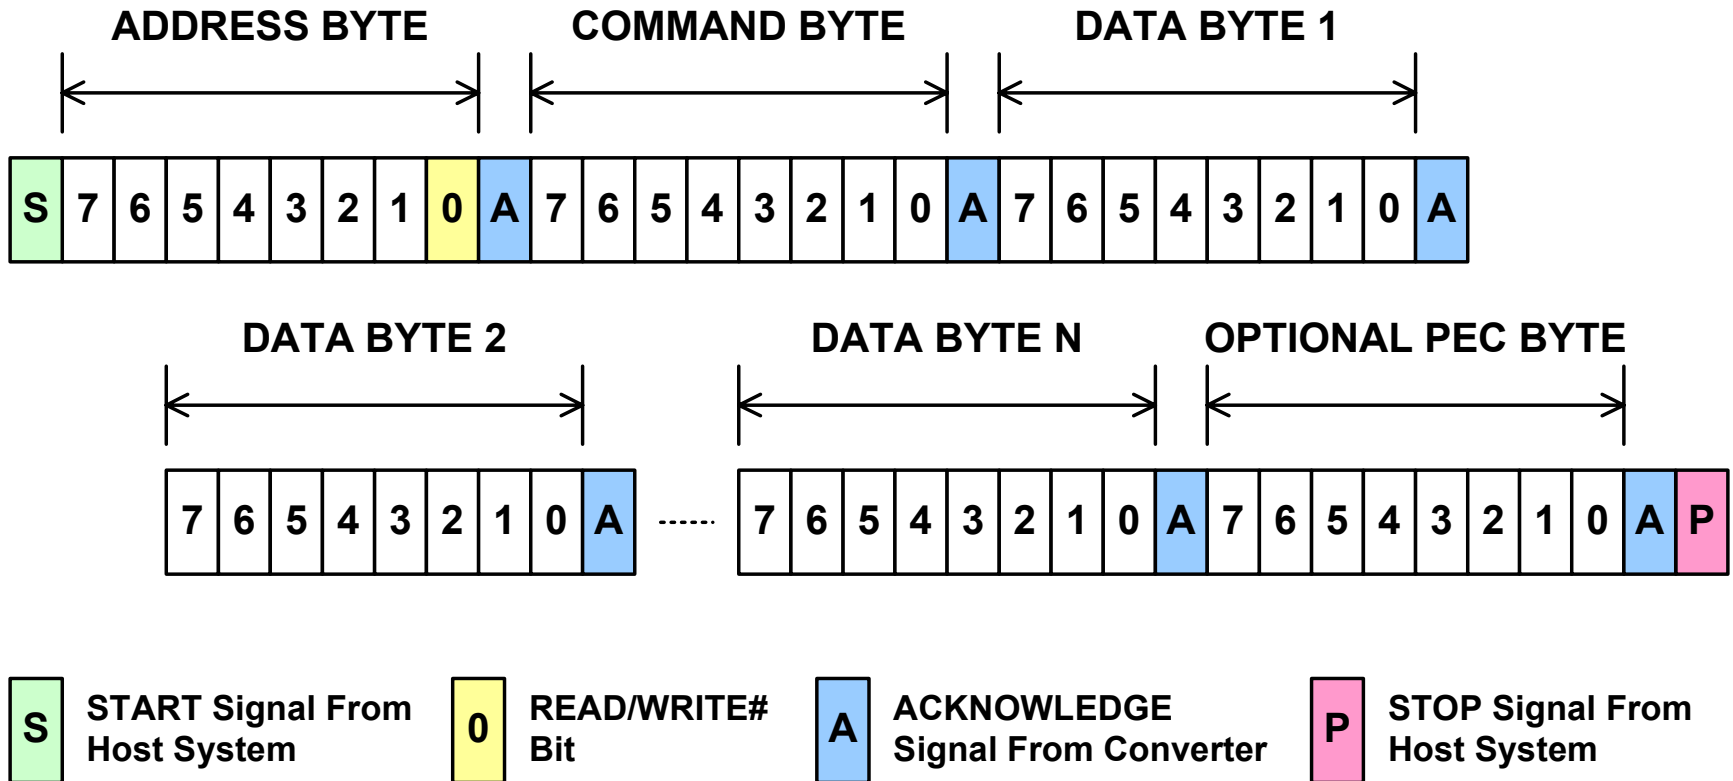 ADDRESS BYTE COMMAND BYTE DATA BYTE 1
S 7 6 5 4 3 2 1 0 A 7 6 5 4 3 2 1 0 A 7 6 5 4 3 2 1 0 A
DATA BYTE 2 DATA BYTE N OPTIONAL PEC BYTE
7 6 5 4 3 2 1 0 A ...... 7 6 5 4 3 2 1 0 A 7 6 5 4 3 2 1 0 A P
S START Signal From
Host System
0 READ/WRITE#
Bit
A ACKNOWLEDGE
Signal From Converter
P STOP Signal From
Host System